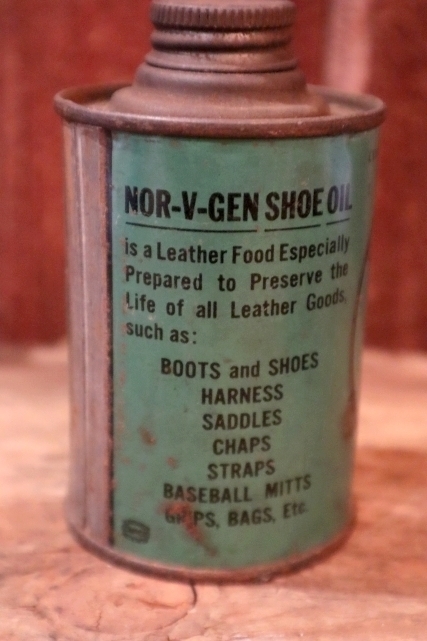 NOR-V-GEN SHOE OIL
is a Leather Food Especially
Prepared to Preserve the
Life of all Leather Goods,
such as:
BOOTS and SHOES
HARNESS
SADDLES
CHAPS
STRAPS
BASEBALL MITTS
GRIPS, BAGS, Etc.